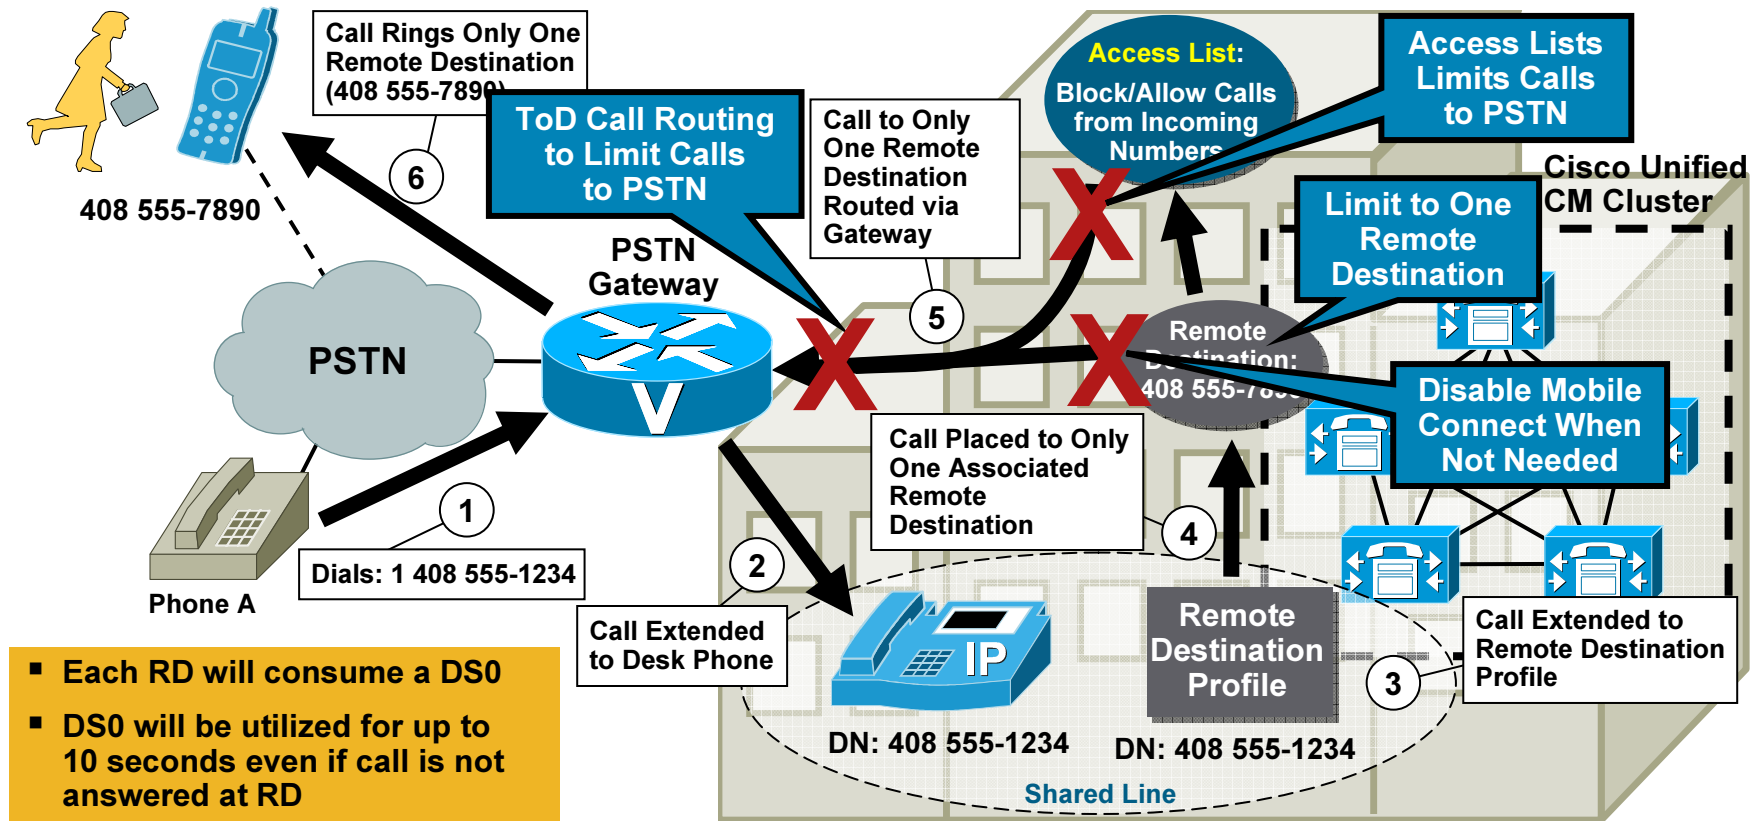 Call Rings Only One
Remote Destination
(408 555-7890)
408 555-7890
6
ToD Call Routing
to Limit Calls
to PSTN
Call to Only
One Remote
Destination
Routed via
Gateway
5
Access List:
Block/Allow Calls
from Incoming
Numbers
Access Lists
Limits Calls
to PSTN
Cisco Unified
CM Cluster
Limit to One
Remote
Destination
PSTN
Gateway
V
PSTN
X
X
X
Remote
Destination:
408 555-7890
Disable Mobile
Connect When
Not Needed
Call Placed to Only
One Associated
Remote
Destination
4
1
Dials: 1 408 555-1234
Phone A
2
Call Extended
to Desk Phone
IP
DN: 408 555-1234
Remote
Destination
Profile
DN: 408 555-1234
Shared Line
3
Call Extended to
Remote Destination
Profile
▪ Each RD will consume a DS0
▪ DS0 will be utilized for up to
10 seconds even if call is not
answered at RD